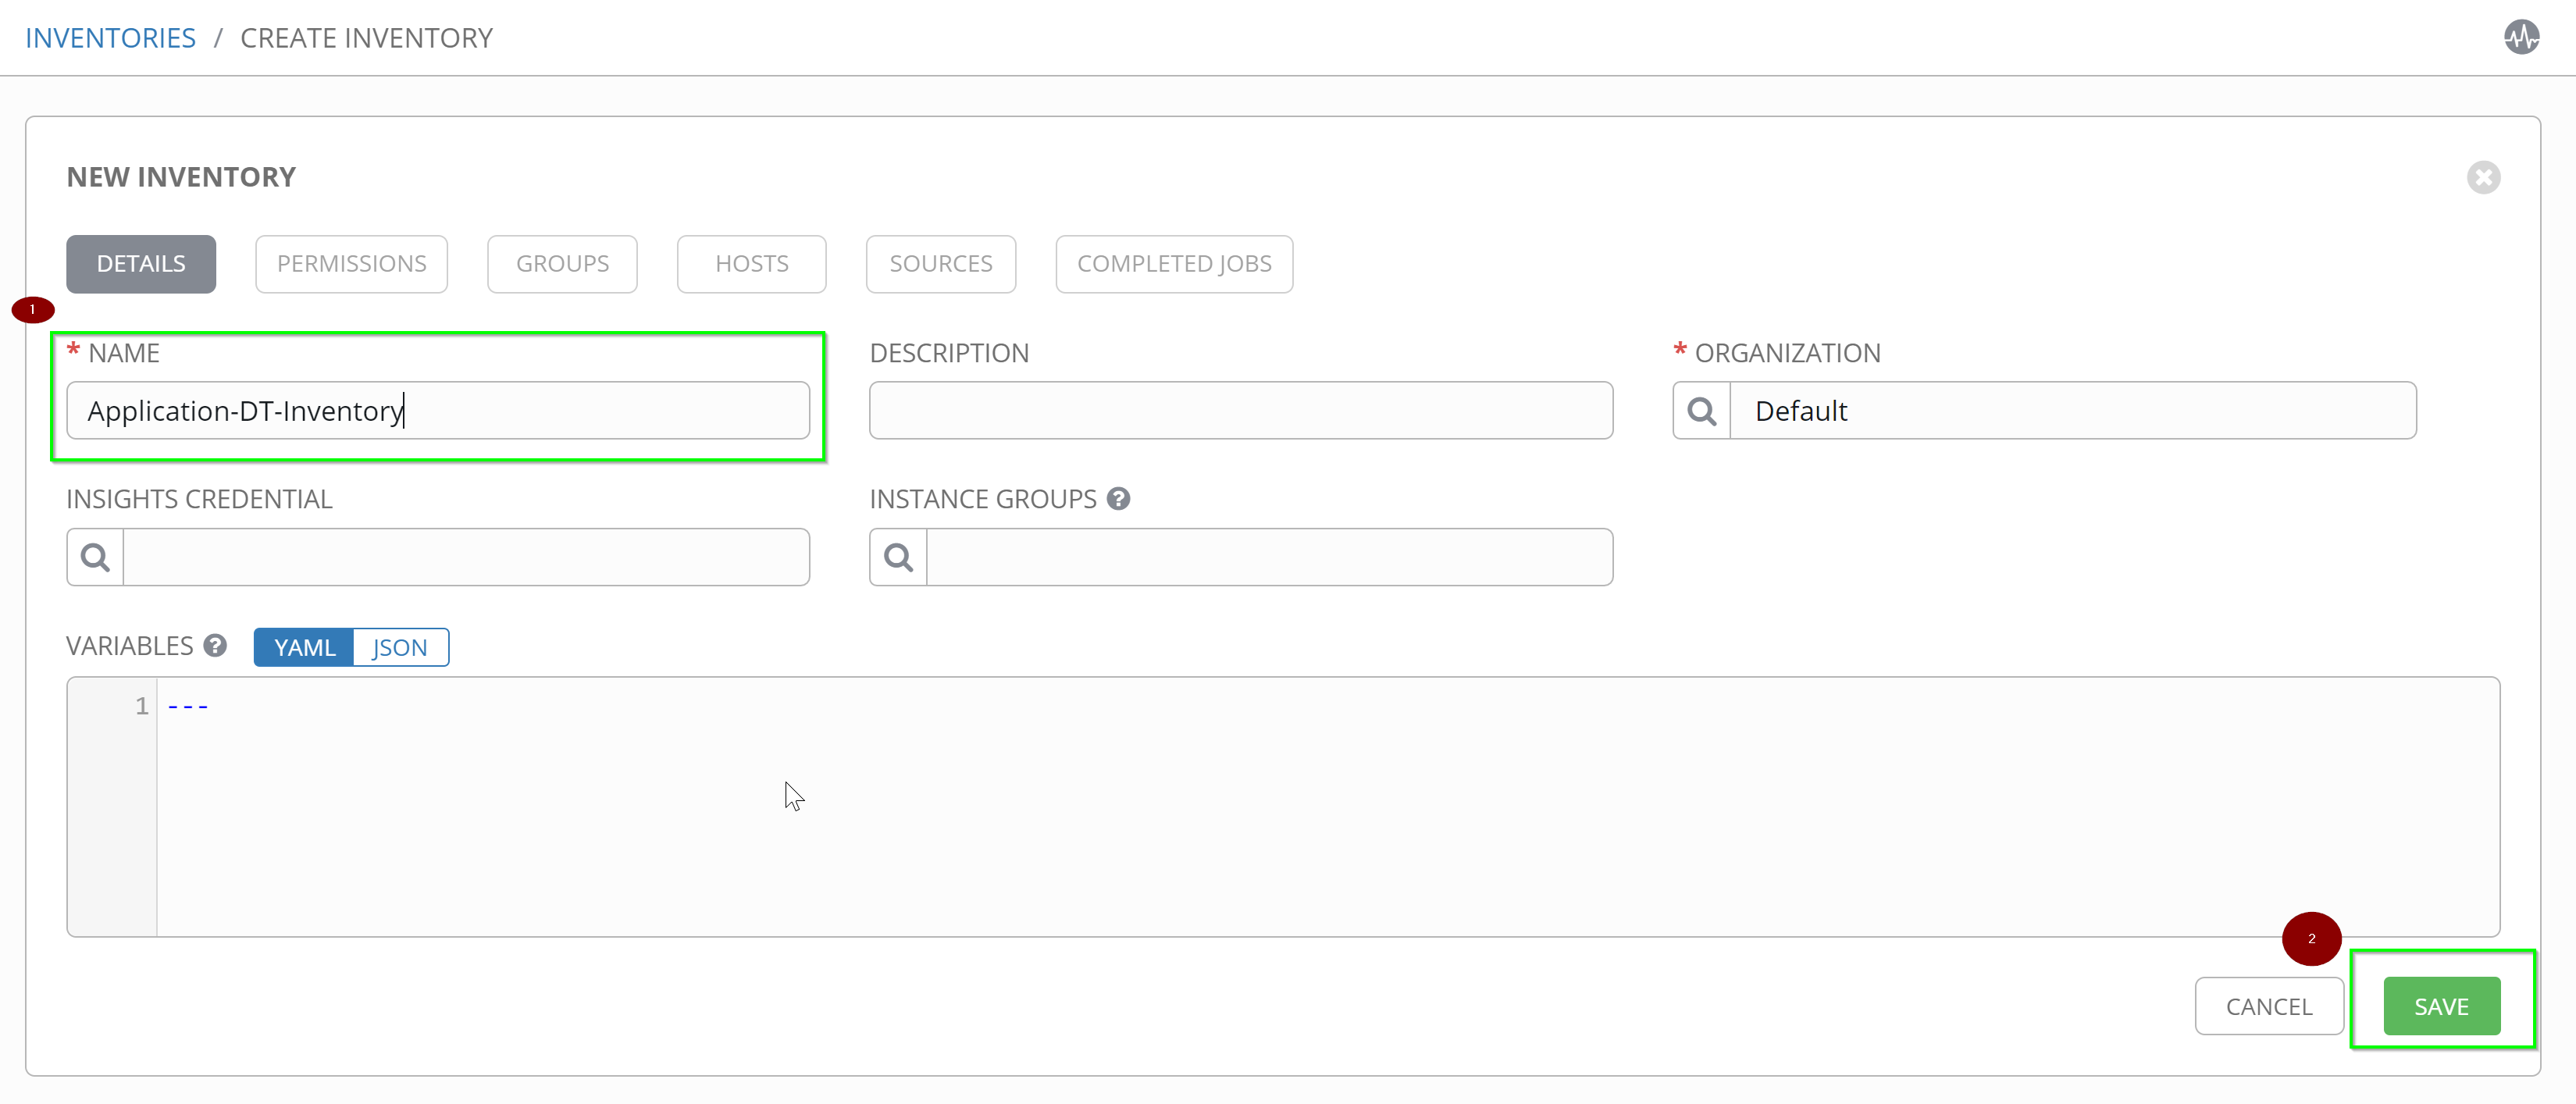 INVENTORIES / CREATE INVENTORY
NEW INVENTORY
DETAILS PERMISSIONS GROUPS HOSTS SOURCES COMPLETED JOBS
1
* NAME DESCRIPTION * ORGANIZATION
Application-DT-Inventory Default
INSIGHTS CREDENTIAL INSTANCE GROUPS ?
VARIABLES ? YAML JSON
1 ---
2
CANCEL SAVE